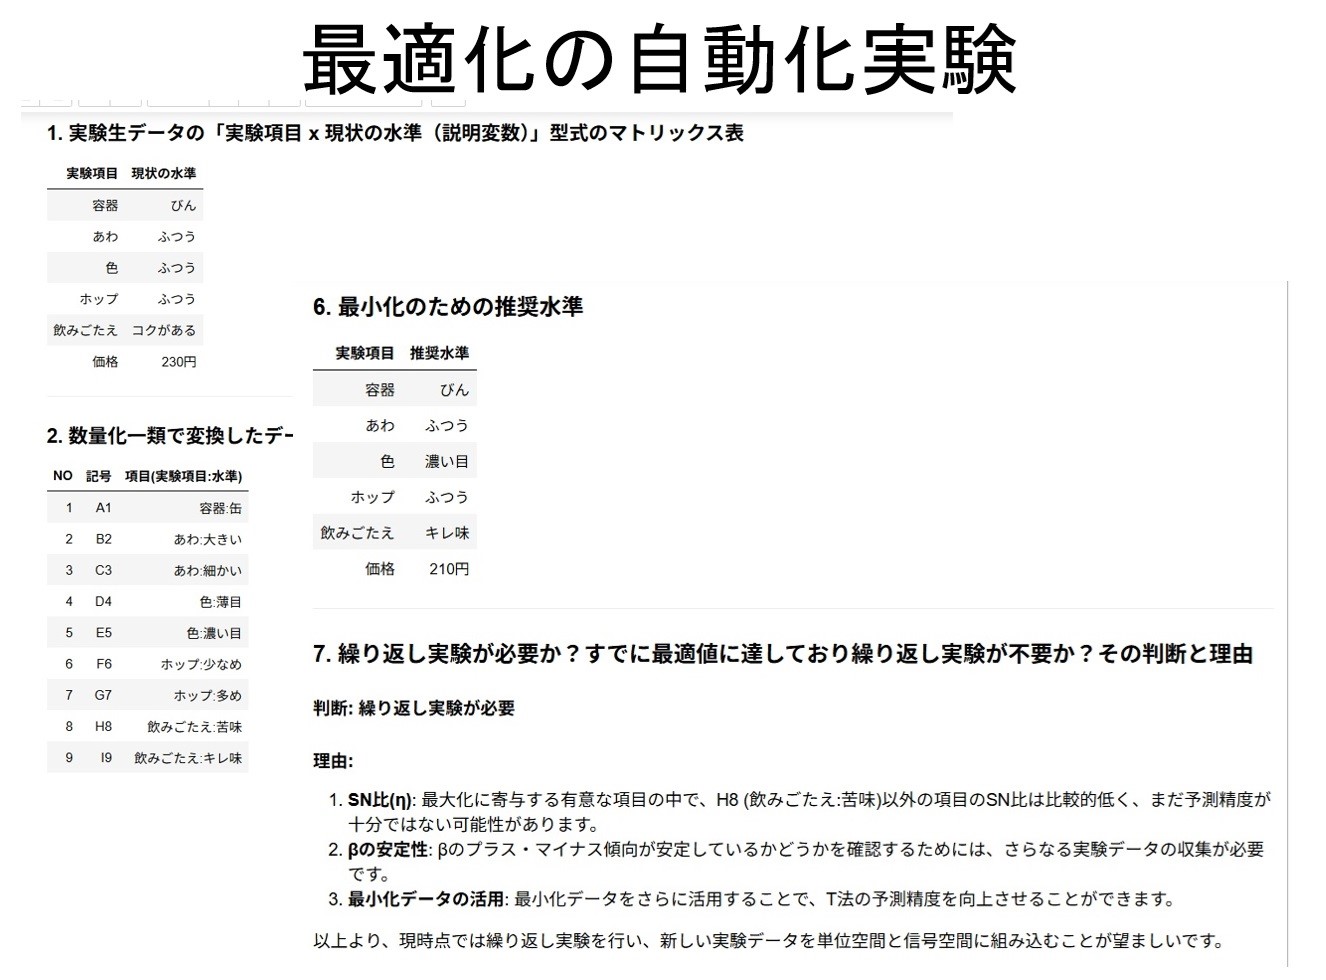 最適化の自動化実験
1. 実験生データの「実験項目 x 現状の水準（説明変数）」型式のマトリックス表
実験項目 現状の水準
容器 びん
あわ ふつう
色 ふつう
ホップ ふつう
飲みごたえ コクがある
価格 230円
2. 数量化一類で変換したデー
NO 記号 項目(実験項目:水準)
1 A1 容器:缶
2 B2 あわ:大きい
3 C3 あわ:細かい
4 D4 色:薄目
5 E5 色:濃い目
6 F6 ホップ:少なめ
7 G7 ホップ:多め
8 H8 飲みごたえ:苦味
9 I9 飲みごたえ:キレ味
6. 最小化のための推奨水準
実験項目 推奨水準
容器 びん
あわ ふつう
色 濃い目
ホップ ふつう
飲みごたえ キレ味
価格 210円
7. 繰り返し実験が必要か？すでに最適値に達しており繰り返し実験が不要か？その判断と理由
判断: 繰り返し実験が必要
理由:
1. SN比(η): 最大化に寄与する有意な項目の中で、H8 (飲みごたえ:苦味)以外の項目のSN比は比較的低く、まだ予測精度が
十分ではない可能性があります。
2. βの安定性: βのプラス・マイナス傾向が安定しているかどうかを確認するためには、さらなる実験データの収集が必要
です。
3. 最小化データの活用: 最小化データをさらに活用することで、T法の予測精度を向上させることができます。
以上より、現時点では繰り返し実験を行い、新しい実験データを単位空間と信号空間に組み込むことが望ましいです。